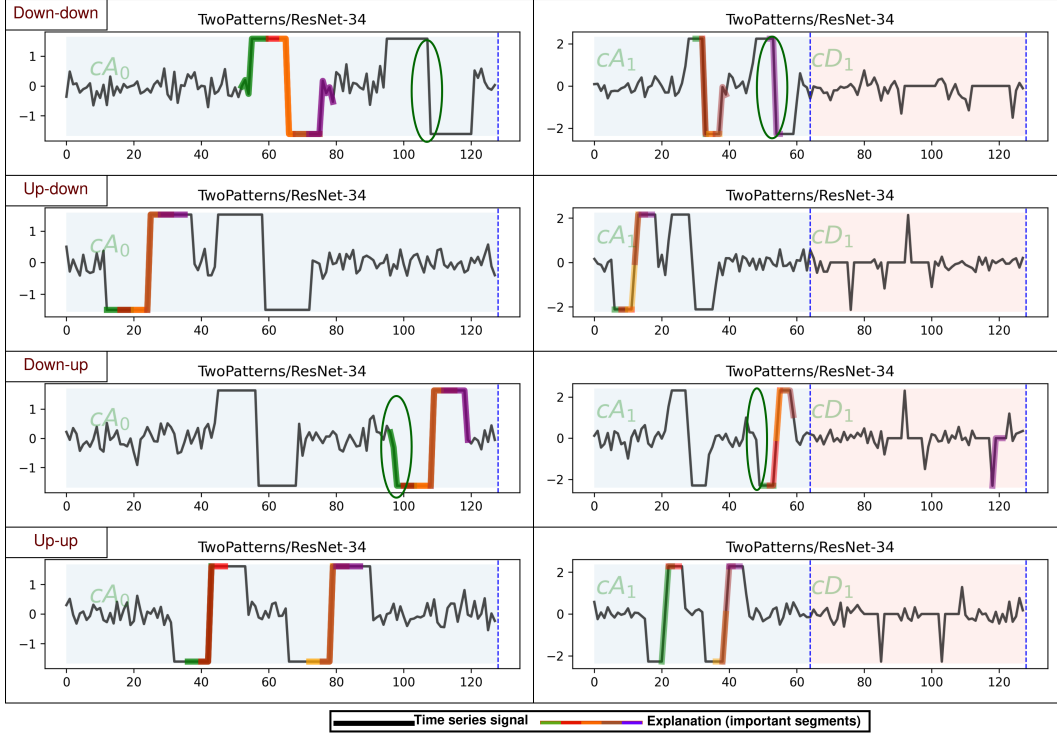 Down-down
TwoPatterns/ResNet-34
cA0
1
0
−1
0 20 40 60 80 100 120
TwoPatterns/ResNet-34
cA1
cD1
2
0
−2
0 20 40 60 80 100 120
Up-down
TwoPatterns/ResNet-34
cA0
1
0
−1
0 20 40 60 80 100 120
TwoPatterns/ResNet-34
cA1
cD1
2
0
−2
0 20 40 60 80 100 120
Down-up
TwoPatterns/ResNet-34
cA0
1
0
−1
0 20 40 60 80 100 120
TwoPatterns/ResNet-34
cA1
cD1
2
0
−2
0 20 40 60 80 100 120
Up-up
TwoPatterns/ResNet-34
cA0
1
0
−1
0 20 40 60 80 100 120
TwoPatterns/ResNet-34
cA1
cD1
2
0
−2
0 20 40 60 80 100 120
Time series signal
Explanation (important segments)